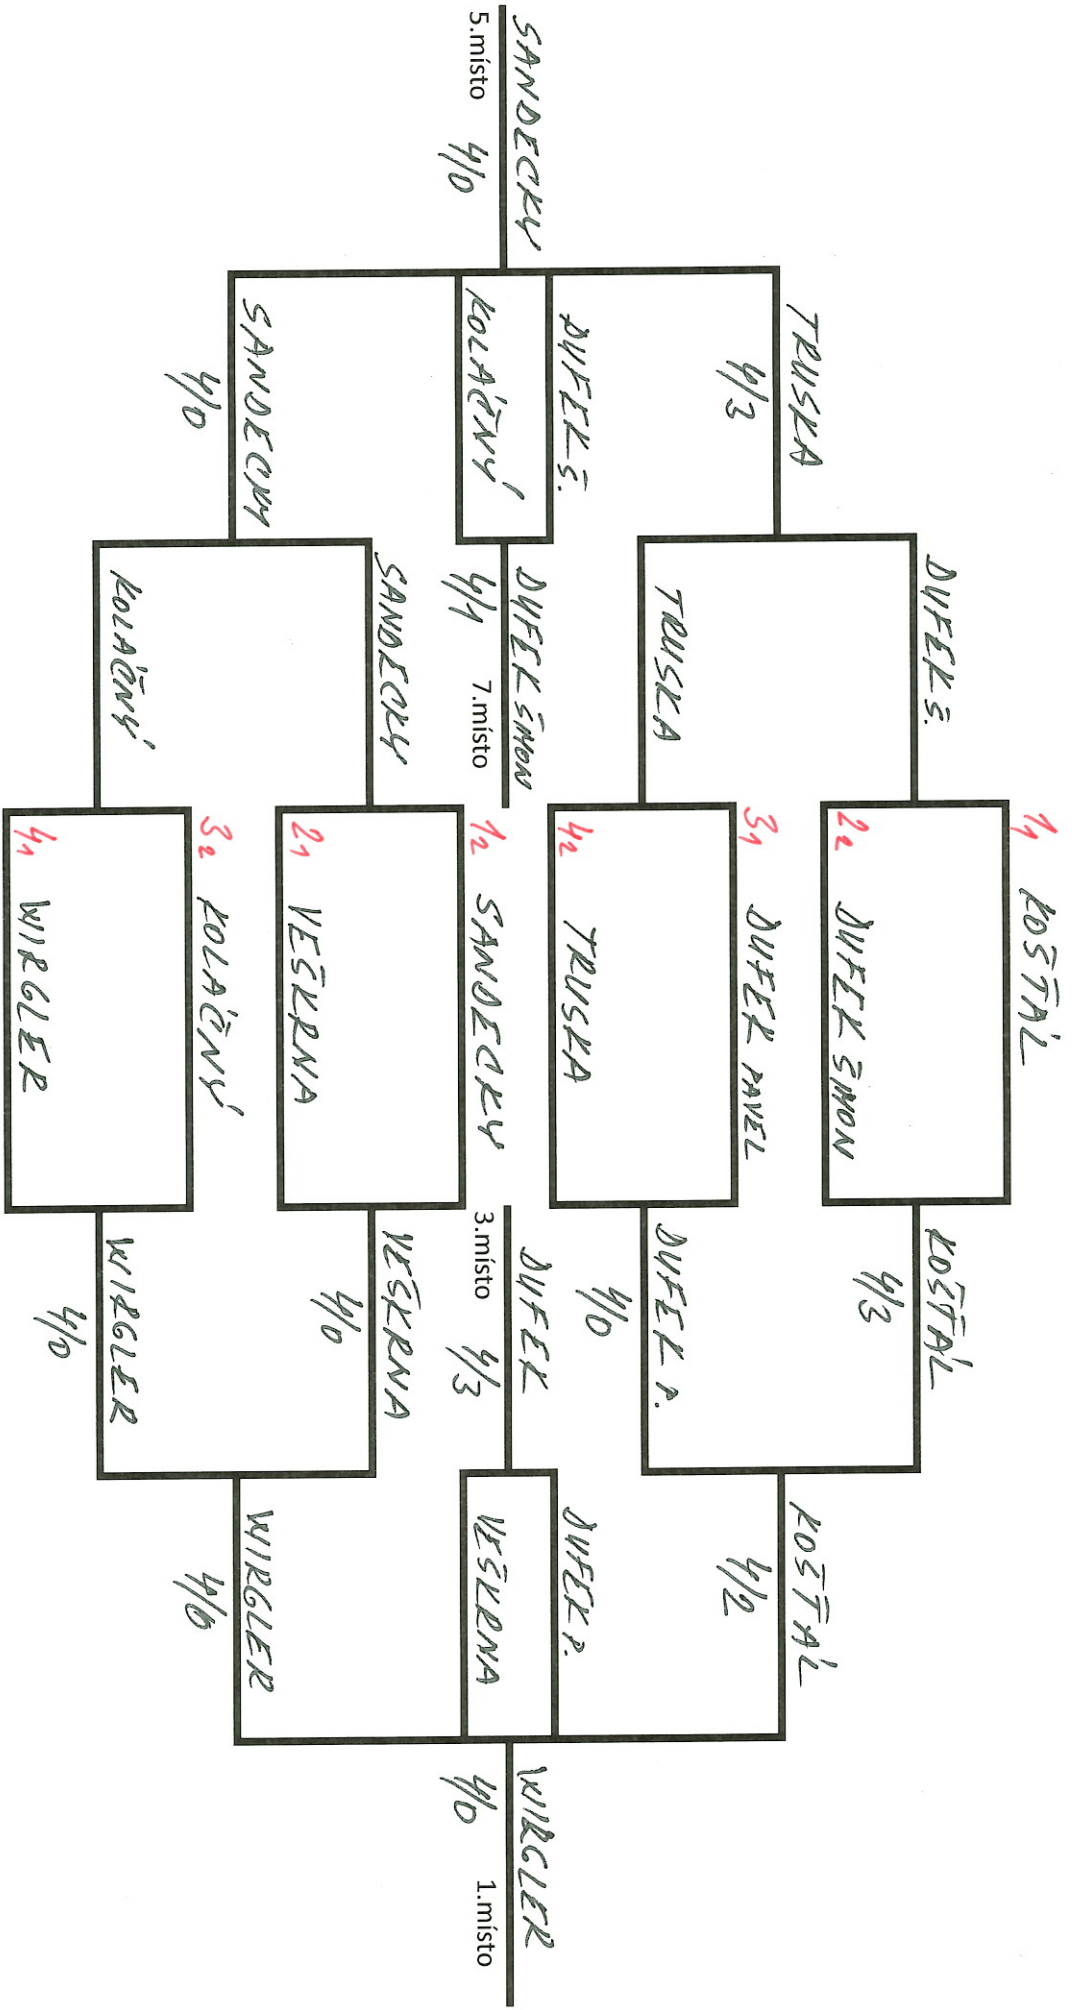 SANDECKY
5.místo 4/0
TRUSKA
4/3
DUFEK Š.
KOLÁČNÝ
SANDECKY
4/0
DUFEK Š.
TRUSKA
DUFEK ŠIMON
4/1 7.místo
SANDECKY
KOLÁČNÝ
1₁ KOŠŤÁL
2₂ DUFEK ŠIMON
3₁ DUFEK PAVEL
4₂ TRUSKA
1₂ SANDECKY
2₁ VEŠKRNA
3₂ KOLÁČNÝ
4₁ WIRGLER
KOŠŤÁL
4/3
DUFEK P.
4/0
DUFEK
3.místo 4/3
VEŠKRNA
4/0
WIRGLER
4/0
KOŠŤÁL
4/2
DUFEK P.
VEŠKRNA
WIRGLER
4/0
WIRGLER
4/0 1.místo